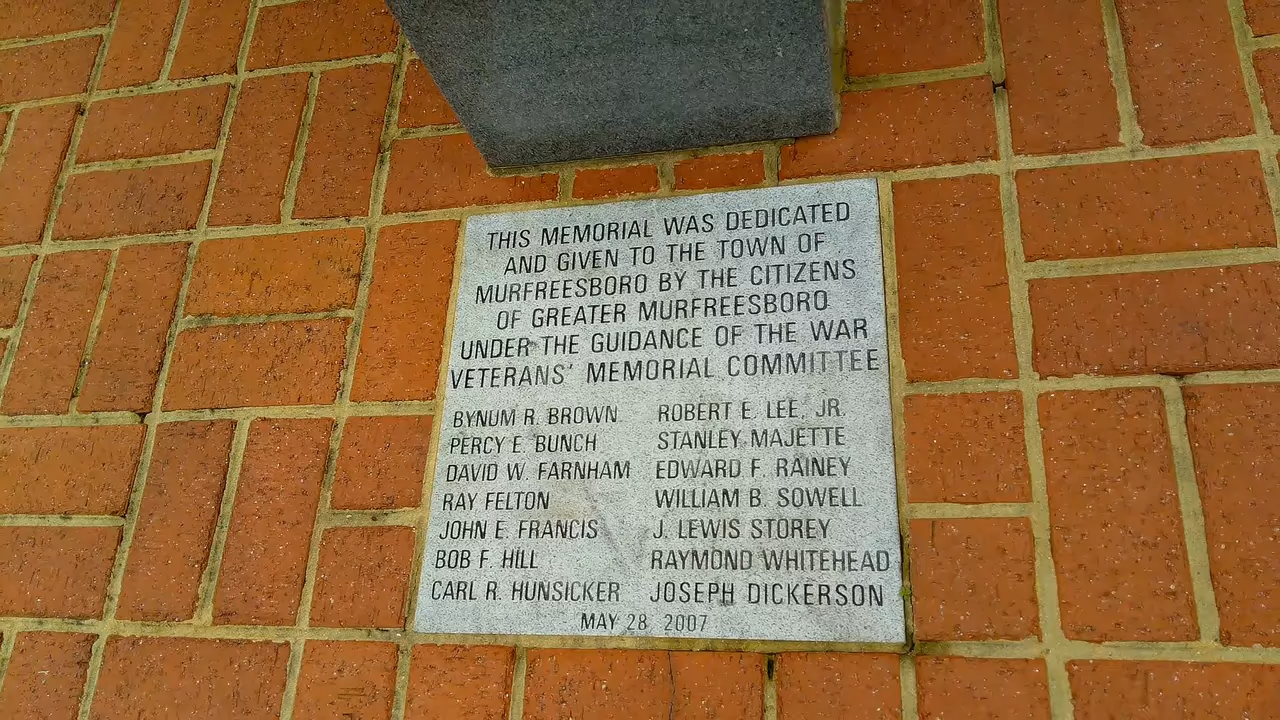 THIS MEMORIAL WAS DEDICATED
AND GIVEN TO THE TOWN OF
MURFREESBORO BY THE CITIZENS
OF GREATER MURFREESBORO
UNDER THE GUIDANCE OF THE WAR
VETERANS' MEMORIAL COMMITTEE
BYNUM R. BROWN ROBERT E. LEE, JR.
PERCY E. BUNCH STANLEY MAJETTE
DAVID W. FARNHAM EDWARD F. RAINEY
RAY FELTON WILLIAM B. SOWELL
JOHN E. FRANCIS J. LEWIS STOREY
BOB F. HILL RAYMOND WHITEHEAD
CARL R. HUNSICKER JOSEPH DICKERSON
MAY 28 2007